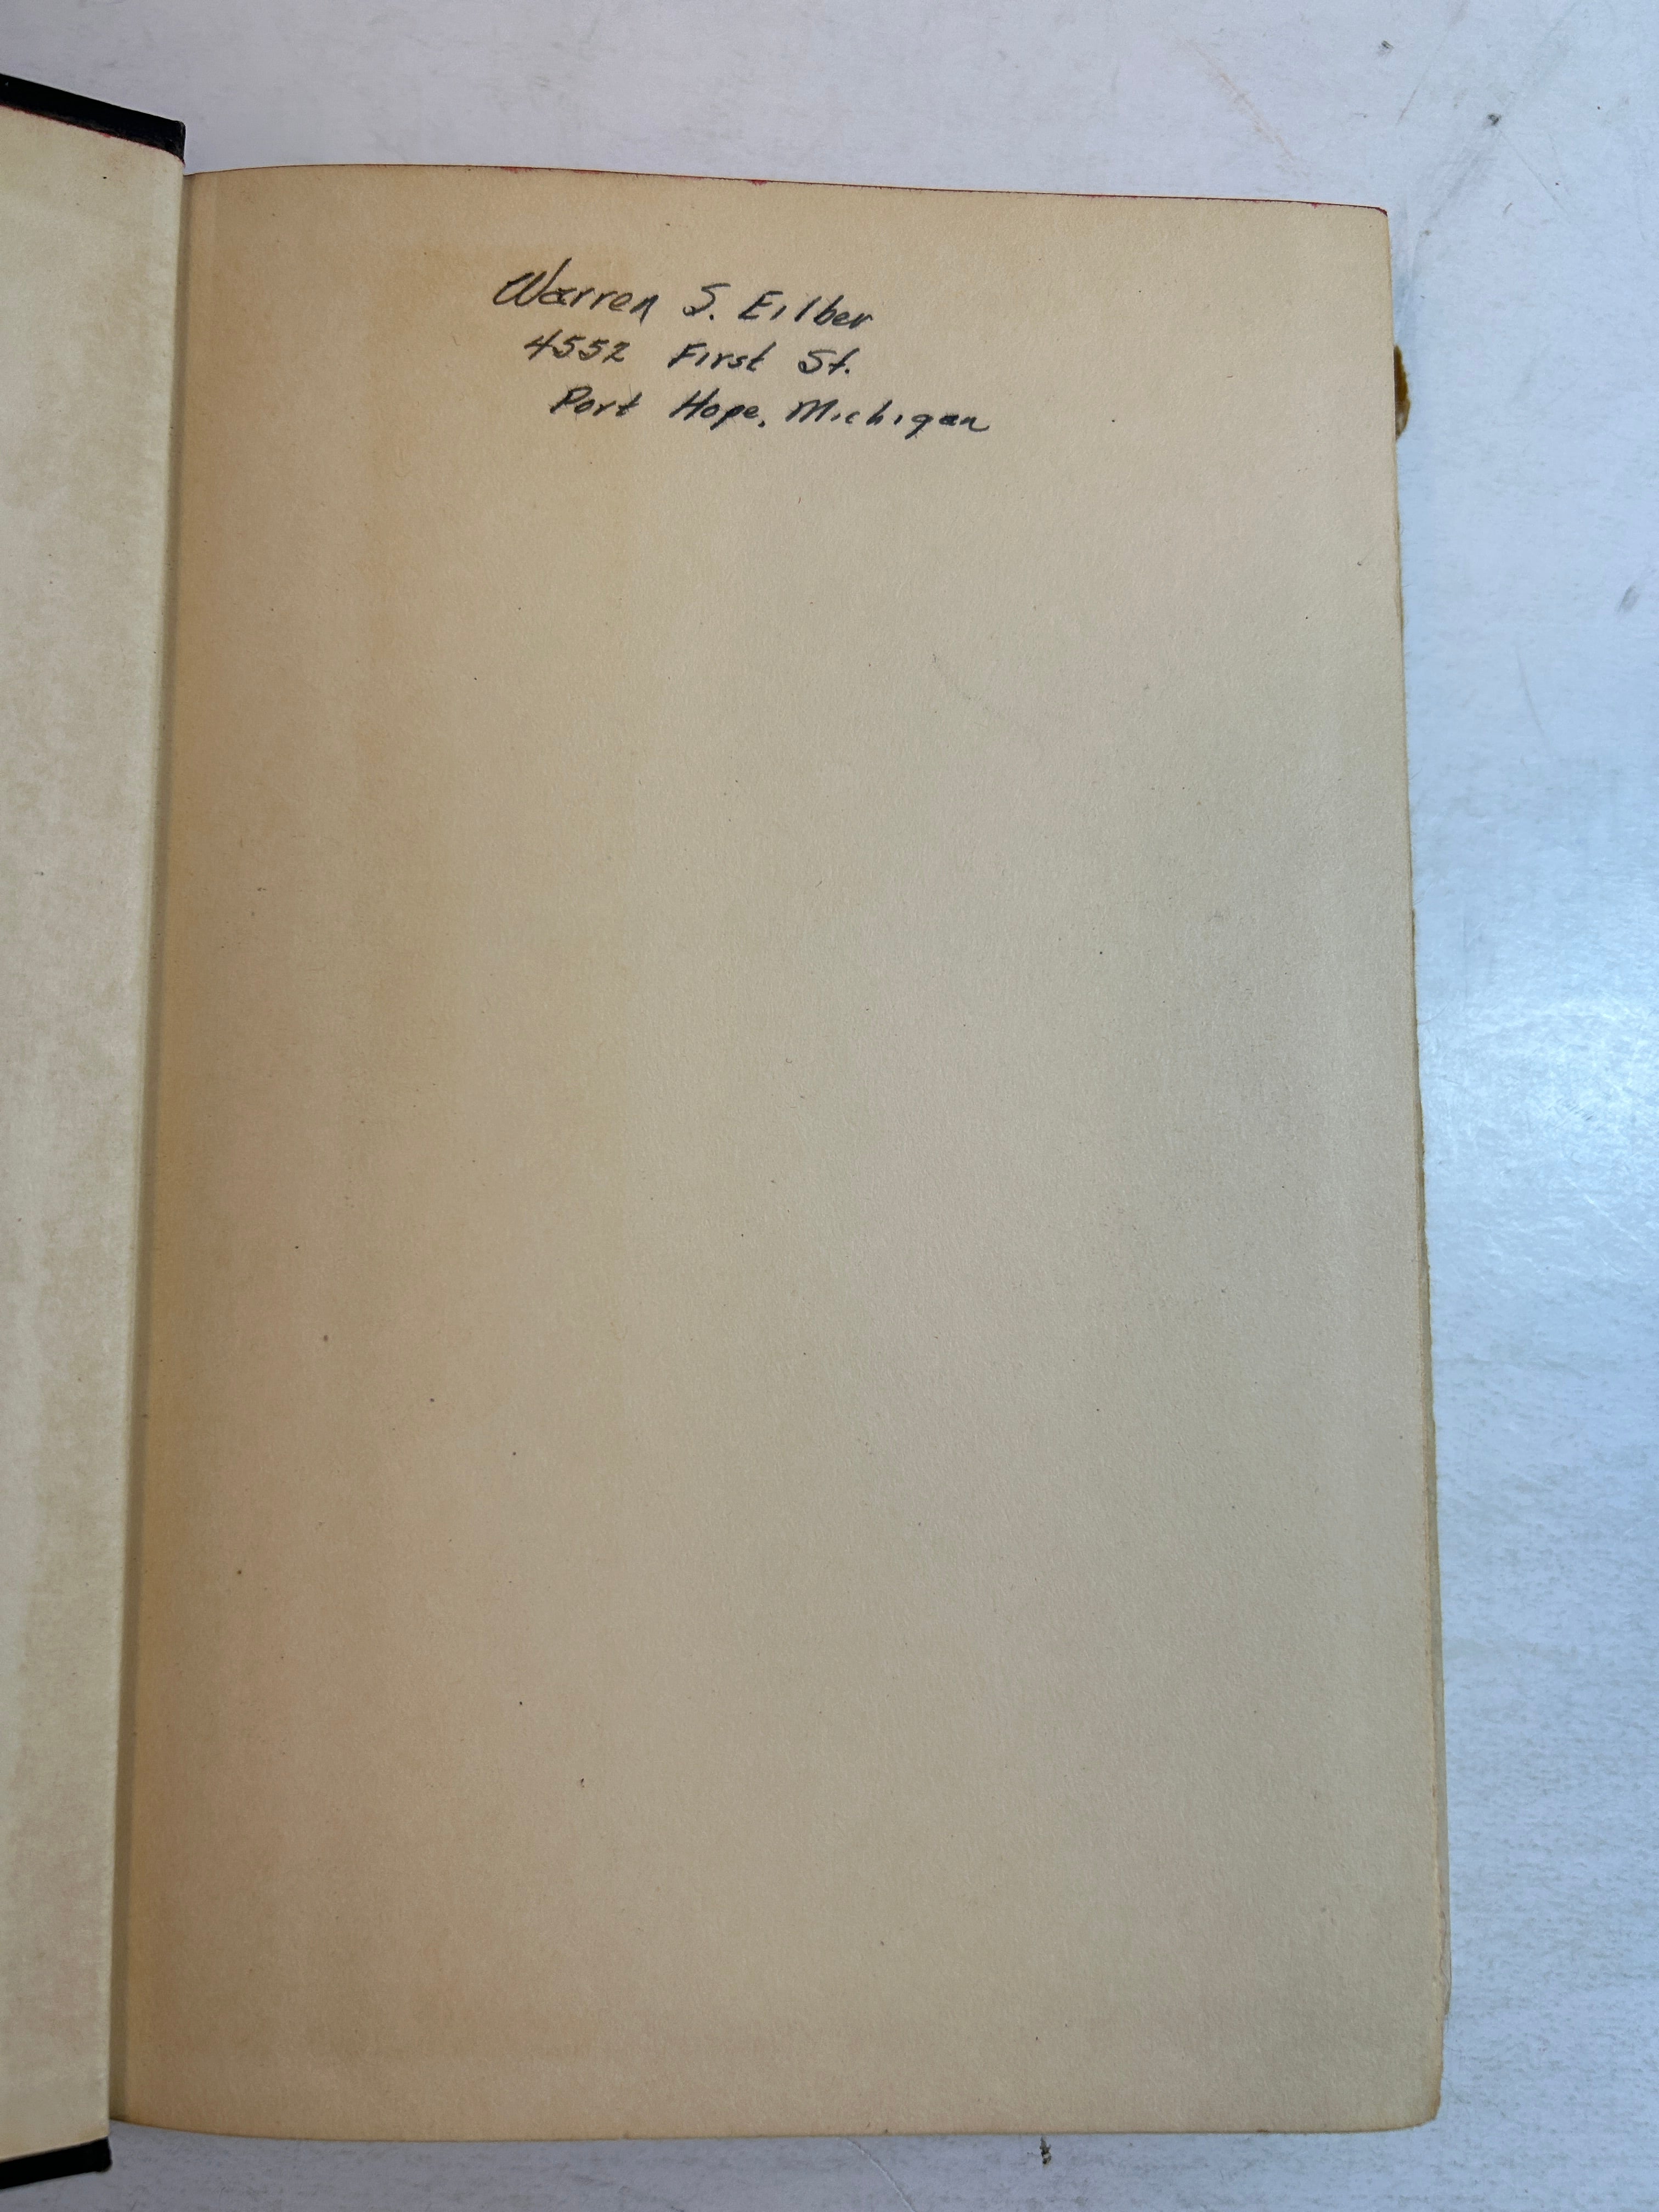 Warren S. Eilber
4552 First St.
Port Hope, Michigan